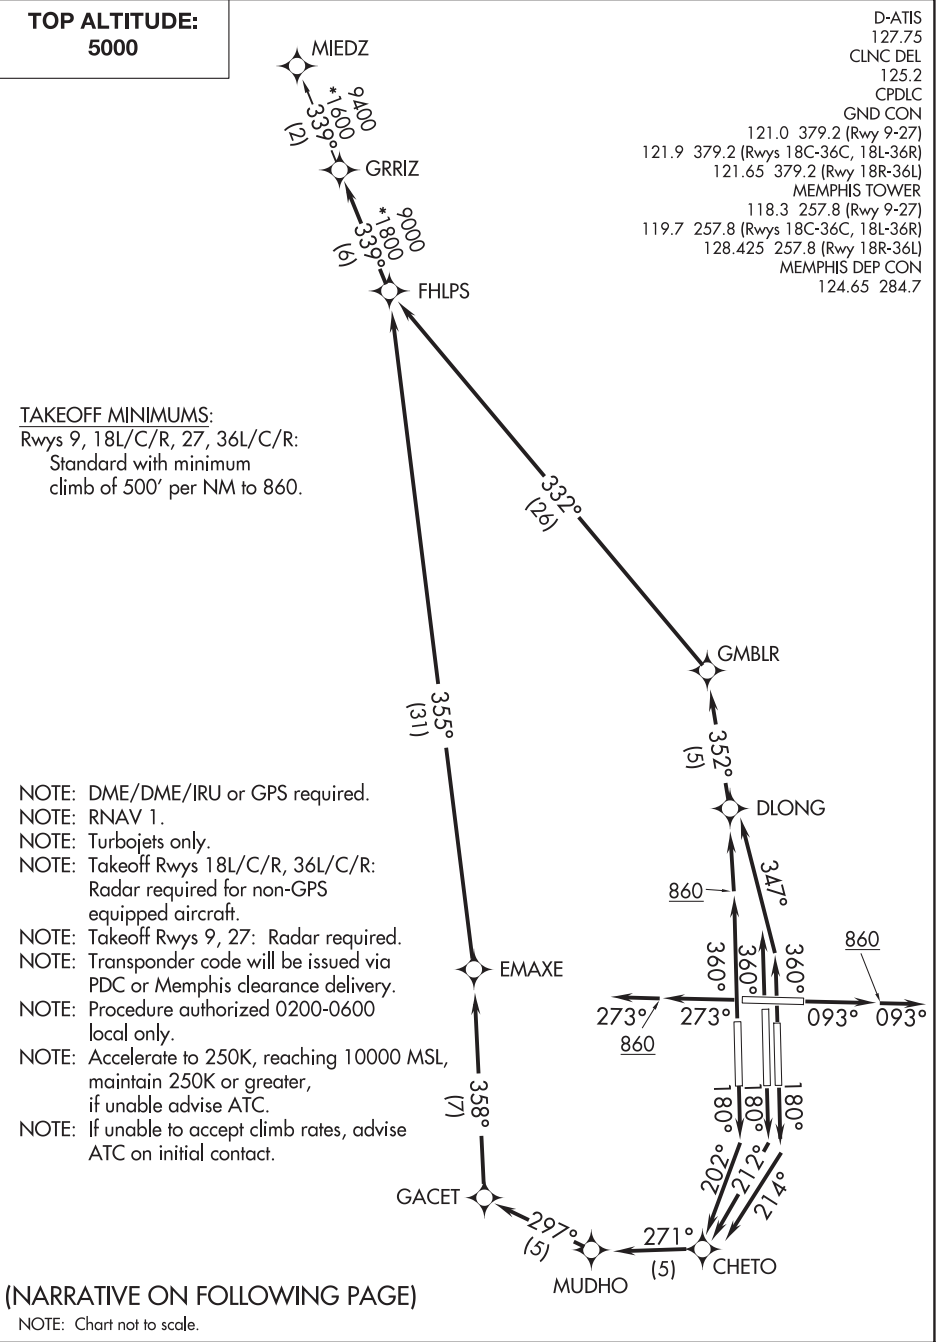 TOP ALTITUDE:
5000
D-ATIS
127.75
CLNC DEL
125.2
CPDLC
GND CON
121.0 379.2 (Rwy 9-27)
121.9 379.2 (Rwys 18C-36C, 18L-36R)
121.65 379.2 (Rwy 18R-36L)
MEMPHIS TOWER
118.3 257.8 (Rwy 9-27)
119.7 257.8 (Rwys 18C-36C, 18L-36R)
128.425 257.8 (Rwy 18R-36L)
MEMPHIS DEP CON
124.65 284.7
MIEDZ
9400
*1600
339°
(2)
GRRIZ
9000
*1800
339°
(6)
FHLPS
TAKEOFF MINIMUMS:
Rwys 9, 18L/C/R, 27, 36L/C/R:
Standard with minimum
climb of 500' per NM to 860.
332°
(26)
GMBLR
355°
(31)
352°
(5)
DLONG
347°
860
360°
360°
360°
860
273°
273°
860
093°
093°
EMAXE
NOTE: DME/DME/IRU or GPS required.
NOTE: RNAV 1.
NOTE: Turbojets only.
NOTE: Takeoff Rwys 18L/C/R, 36L/C/R:
Radar required for non-GPS
equipped aircraft.
NOTE: Takeoff Rwys 9, 27: Radar required.
NOTE: Transponder code will be issued via
PDC or Memphis clearance delivery.
NOTE: Procedure authorized 0200-0600
local only.
NOTE: Accelerate to 250K, reaching 10000 MSL,
maintain 250K or greater,
if unable advise ATC.
NOTE: If unable to accept climb rates, advise
ATC on initial contact.
358°
(7)
180°
180°
180°
202°
212°
214°
GACET
297°
(5)
MUDHO
271°
(5)
CHETO
(NARRATIVE ON FOLLOWING PAGE)
NOTE: Chart not to scale.